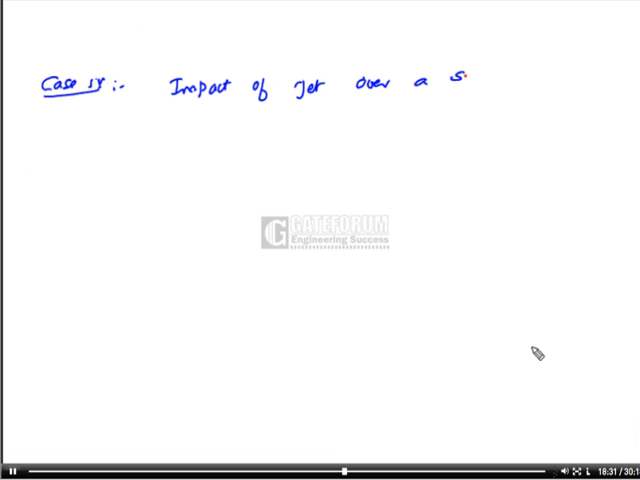 Case IV :- Impact of Jet over a s
GATEFORUM
Engineering Success
18:31 / 30:1